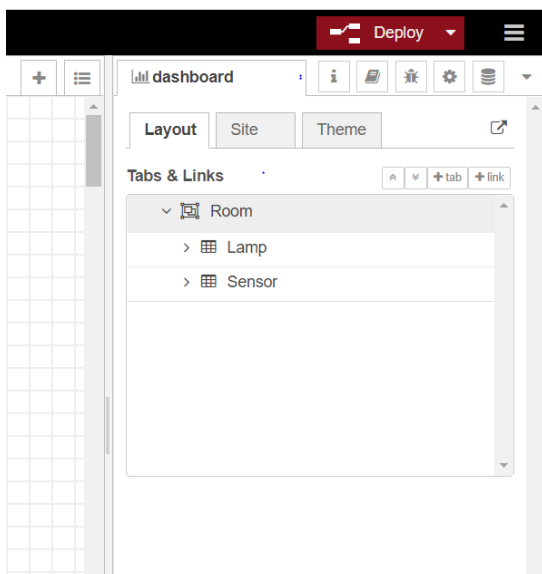 Deploy
dashboard
Layout Site Theme
Tabs & Links + tab + link
Room
Lamp
Sensor